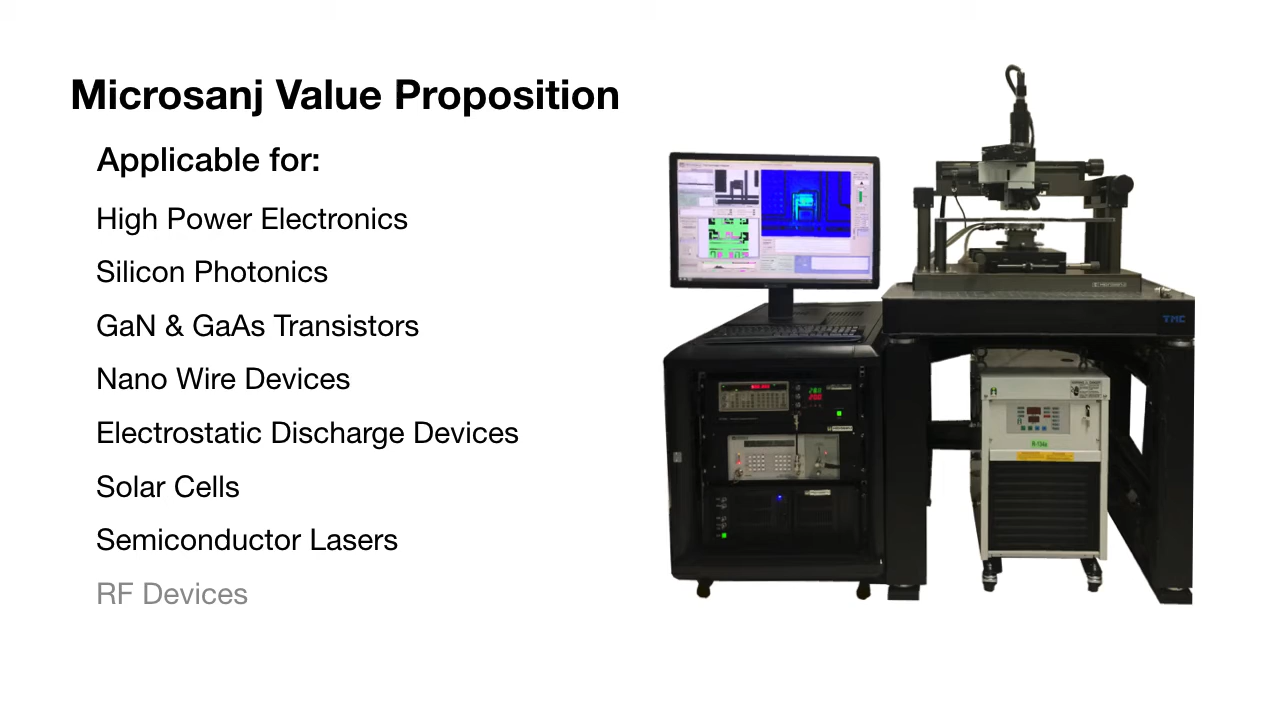 Microsanj Value Proposition
Applicable for:
High Power Electronics
Silicon Photonics
GaN & GaAs Transistors
Nano Wire Devices
Electrostatic Discharge Devices
Solar Cells
Semiconductor Lasers
RF Devices
TMC